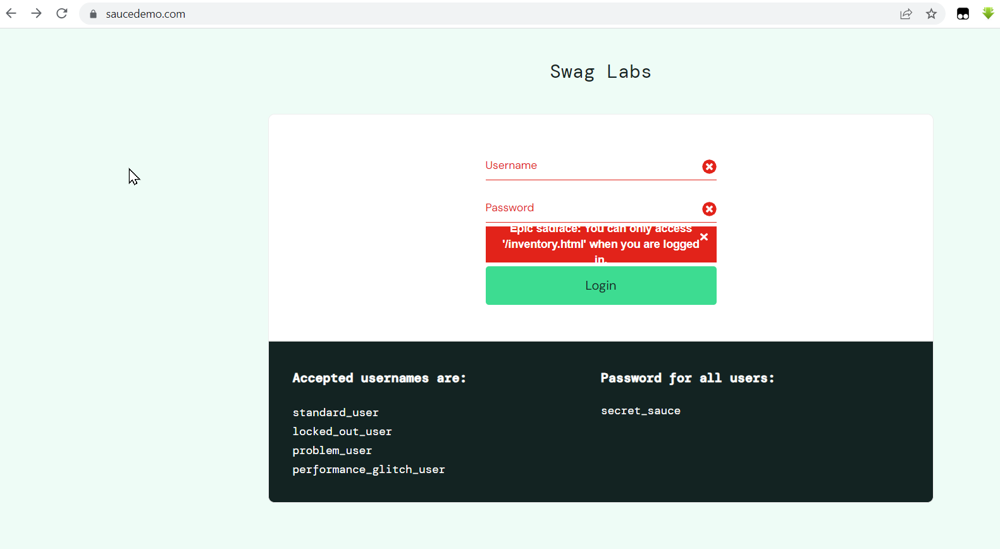 saucedemo.com
Swag Labs
Username
Password
Epic sadface: You can only access
'/inventory.html' when you are logged
in.
Login
Accepted usernames are:
standard_user
locked_out_user
problem_user
performance_glitch_user
Password for all users:
secret_sauce